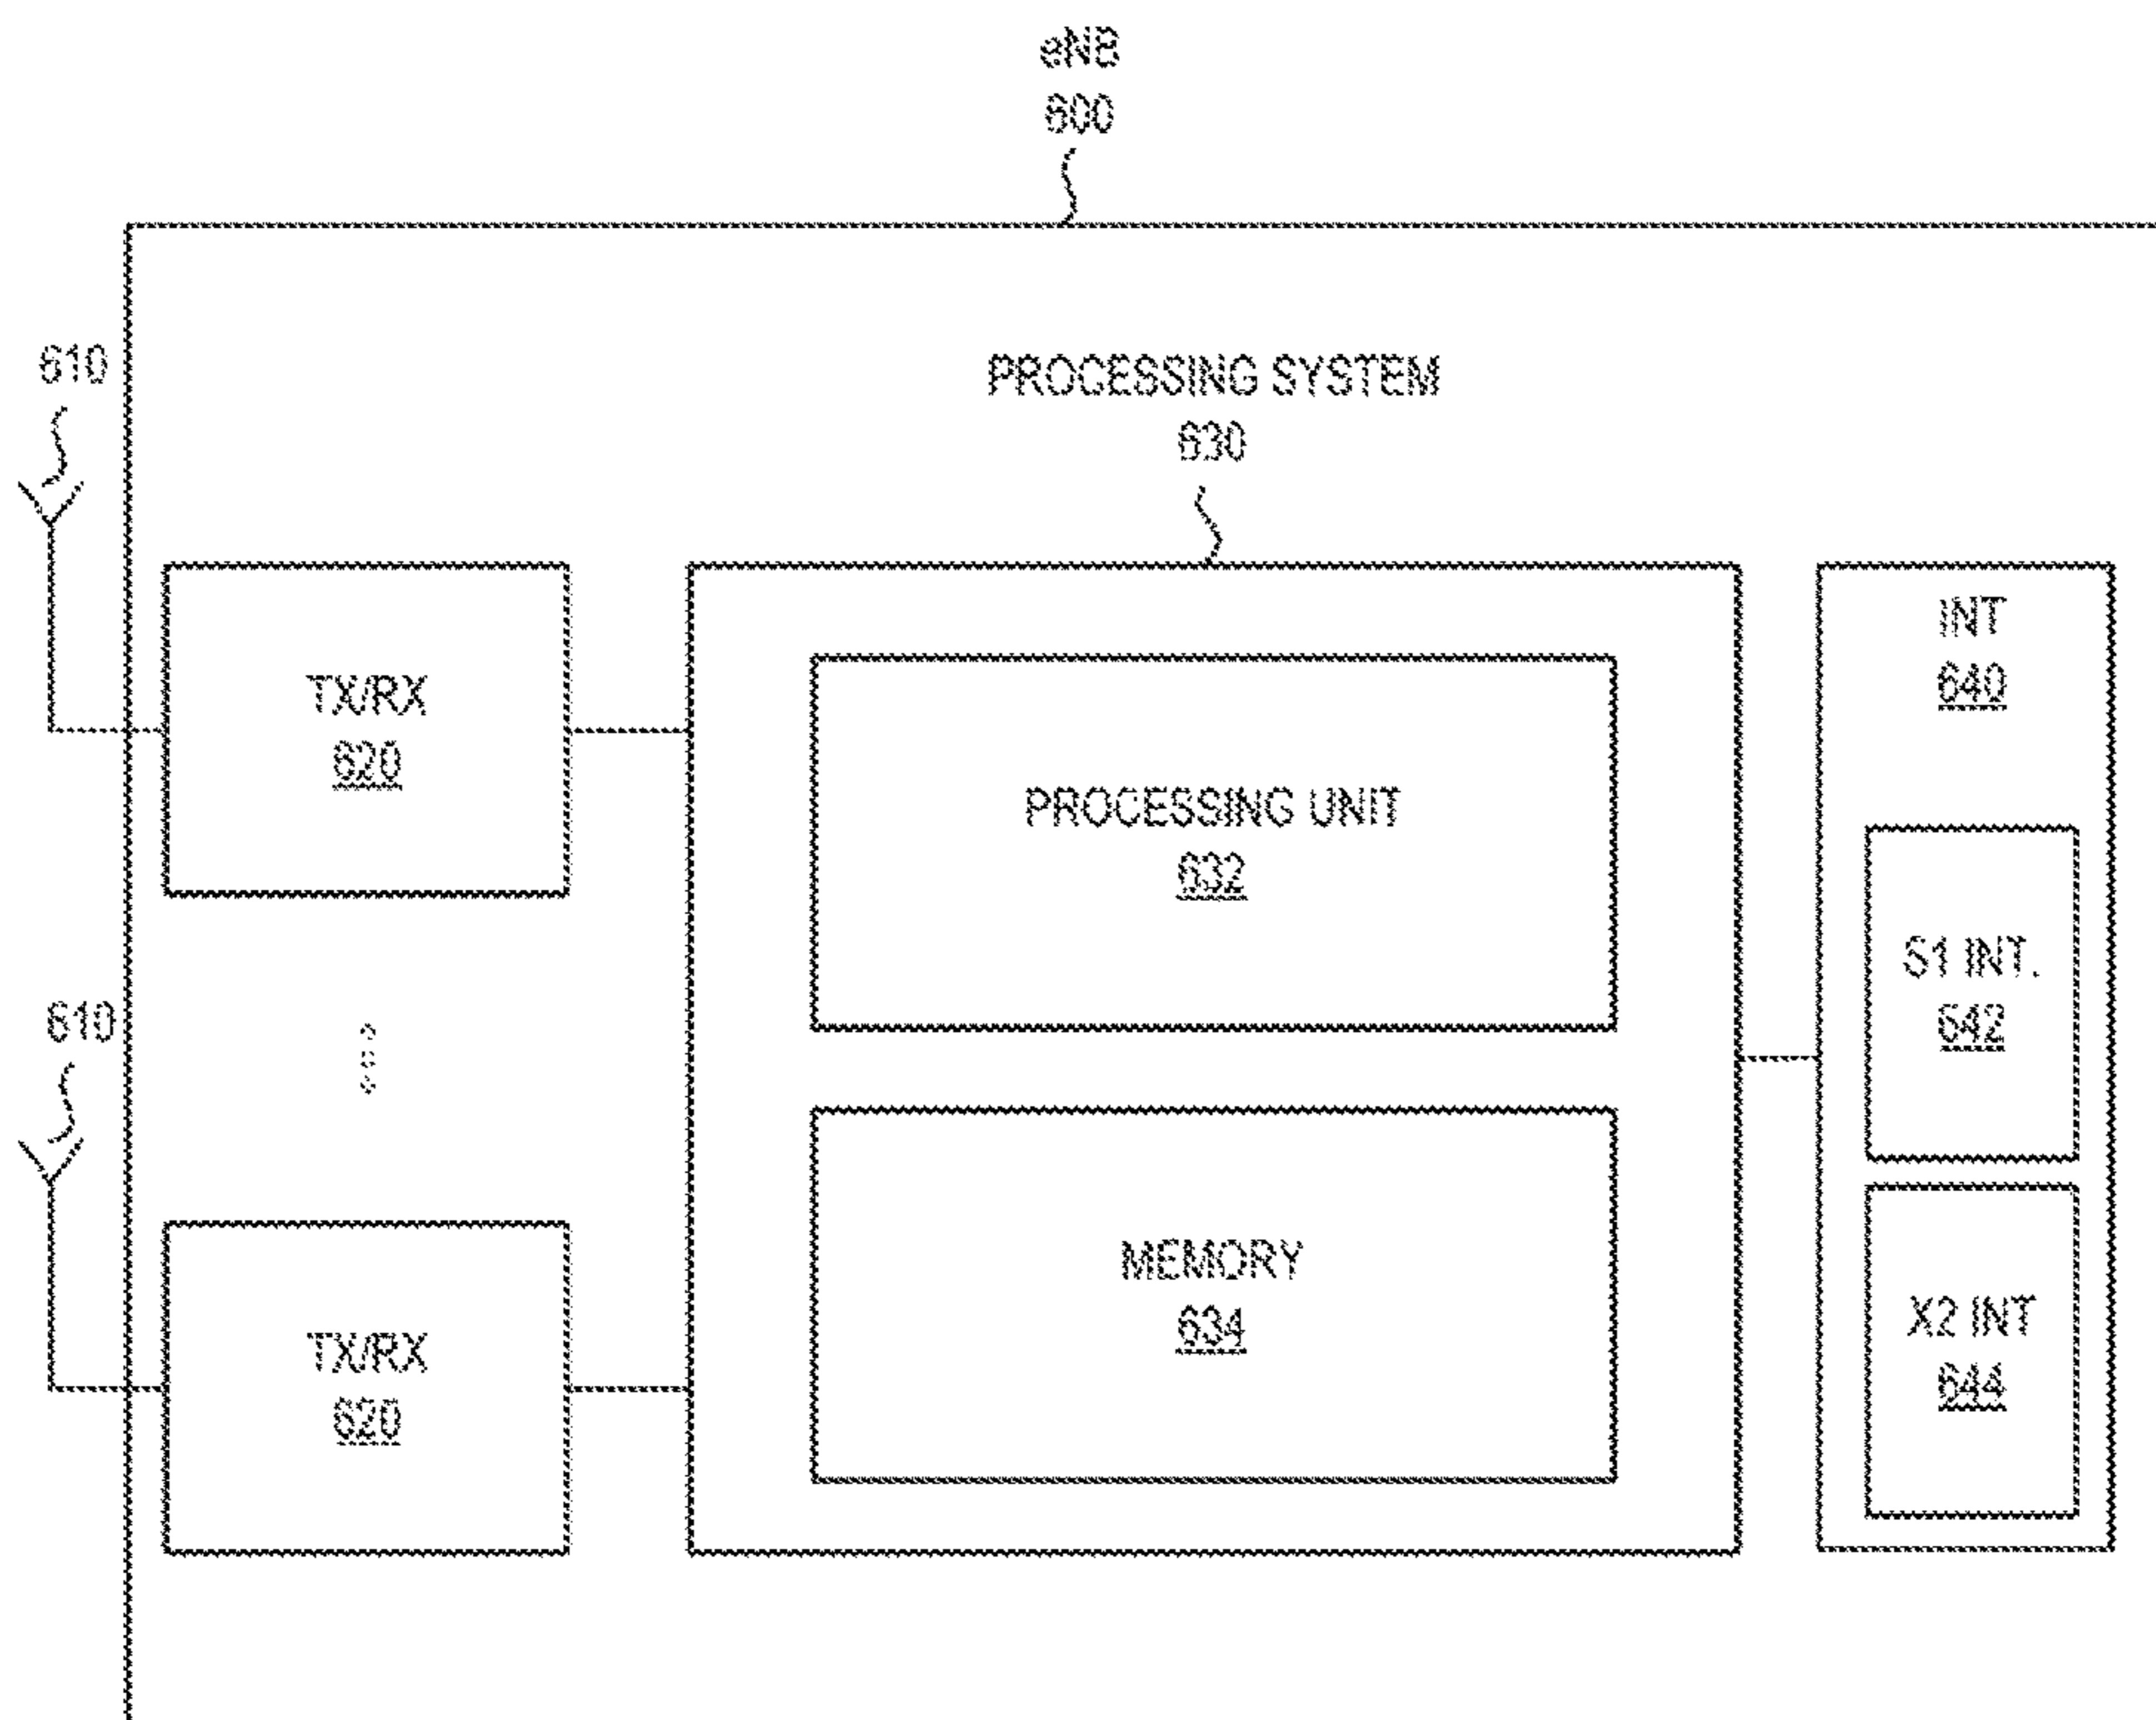 eNB
600
610
PROCESSING SYSTEM
630
INT
640
TX/RX
620
PROCESSING UNIT
632
S1 INT.
642
610
MEMORY
634
X2 INT
644
TX/RX
620